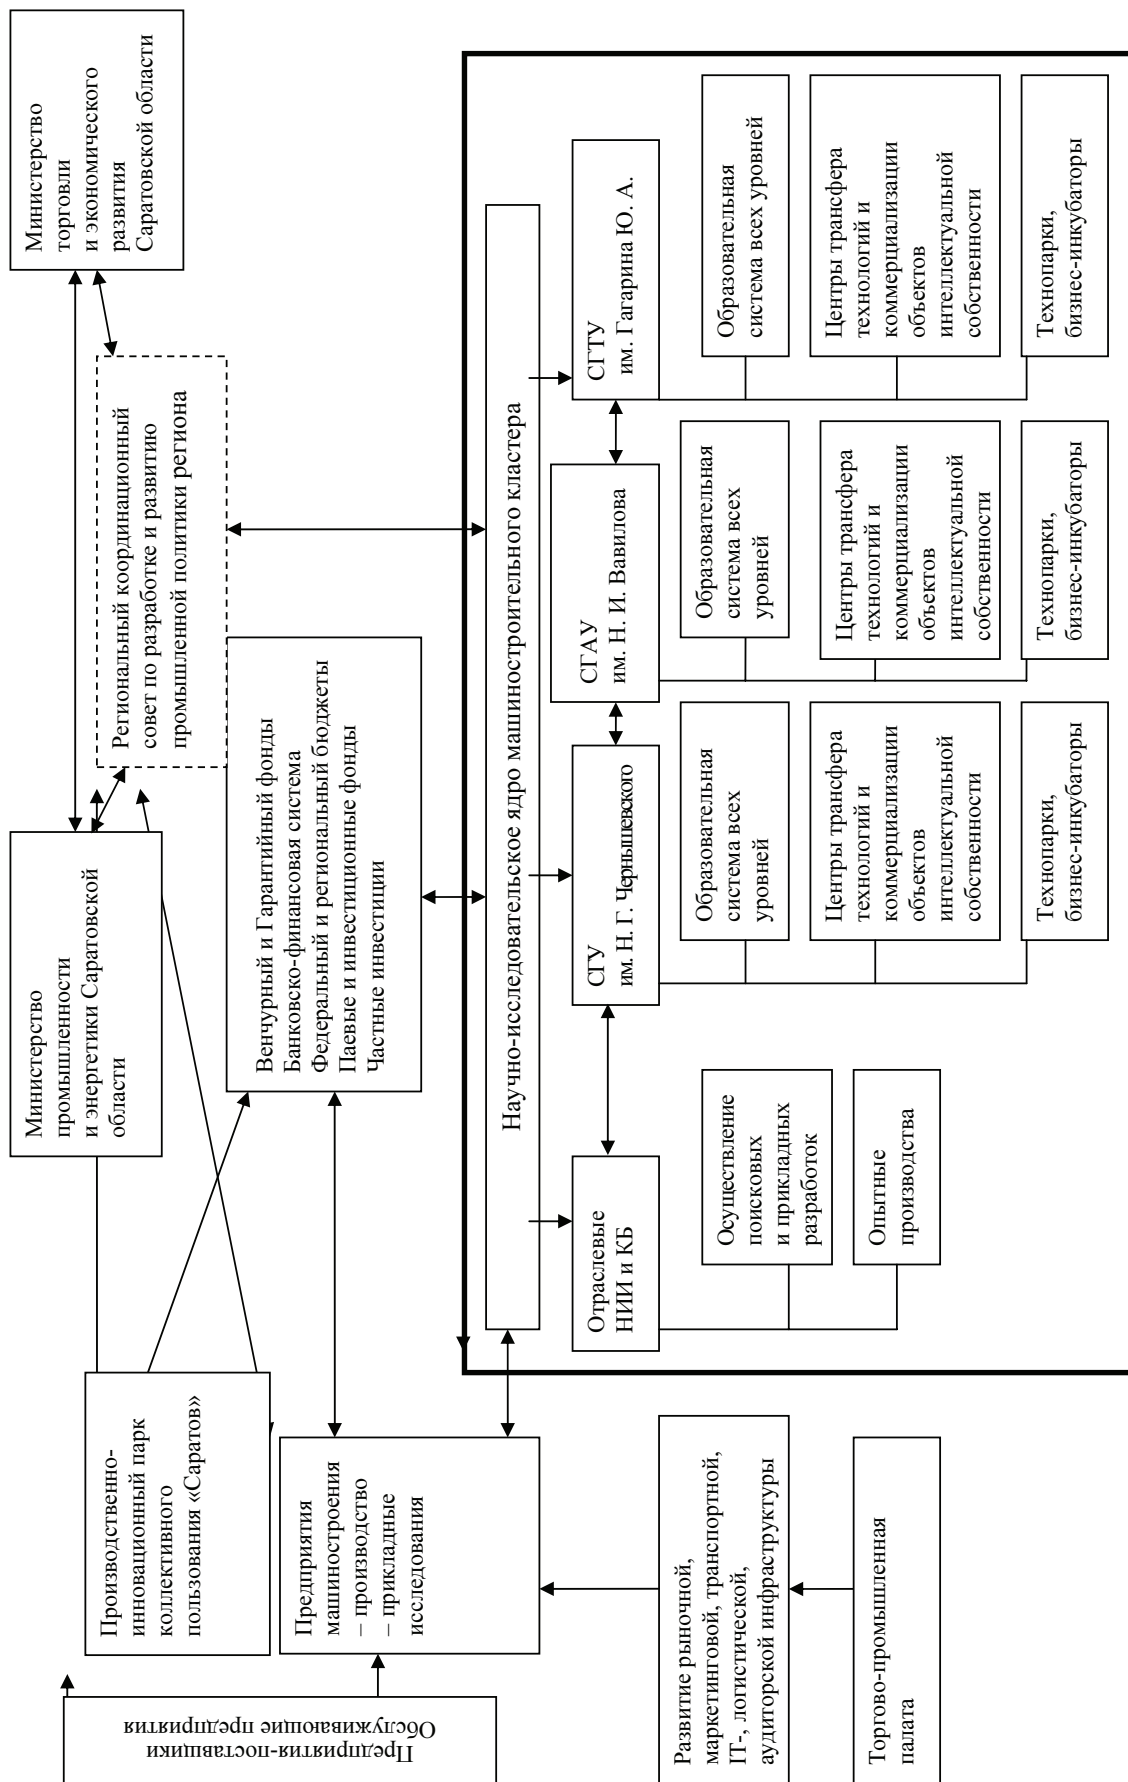 Министерство
торговли
и экономического
развития
Саратовской области
Региональный координационный
совет по разработке и развитию
промышленной политики региона
Министерство
промышленности
и энергетики Саратовской
области
Венчурный и Гарантийный фонды
Банковско-финансовая система
Федеральный и региональный бюджеты
Паевые и инвестиционные фонды
Частные инвестиции
Производственно-
инновационный парк
коллективного
пользования «Саратов»
Предприятия
машиностроения
– производство
– прикладные
исследования
Предприятия-поставщики
Обслуживающие предприятия
Развитие рыночной,
маркетинговой, транспортной,
IT-, логистической,
аудиторской инфраструктуры
Торгово-промышленная
палата
Научно-исследовательское ядро машиностроительного кластера
Отраслевые
НИИ и КБ
Осуществление
поисковых
и прикладных
разработок
Опытные
производства
СГУ
им. Н. Г. Чернышевского
Образовательная
система всех
уровней
Центры трансфера
технологий и
коммерциализации
объектов
интеллектуальной
собственности
Технопарки,
бизнес-инкубаторы
СГАУ
им. Н. И. Вавилова
Образовательная
система всех
уровней
Центры трансфера
технологий и
коммерциализации
объектов
интеллектуальной
собственности
Технопарки,
бизнес-инкубаторы
СГТУ
им. Гагарина Ю. А.
Образовательная
система всех уровней
Центры трансфера
технологий и
коммерциализации
объектов
интеллектуальной
собственности
Технопарки,
бизнес-инкубаторы